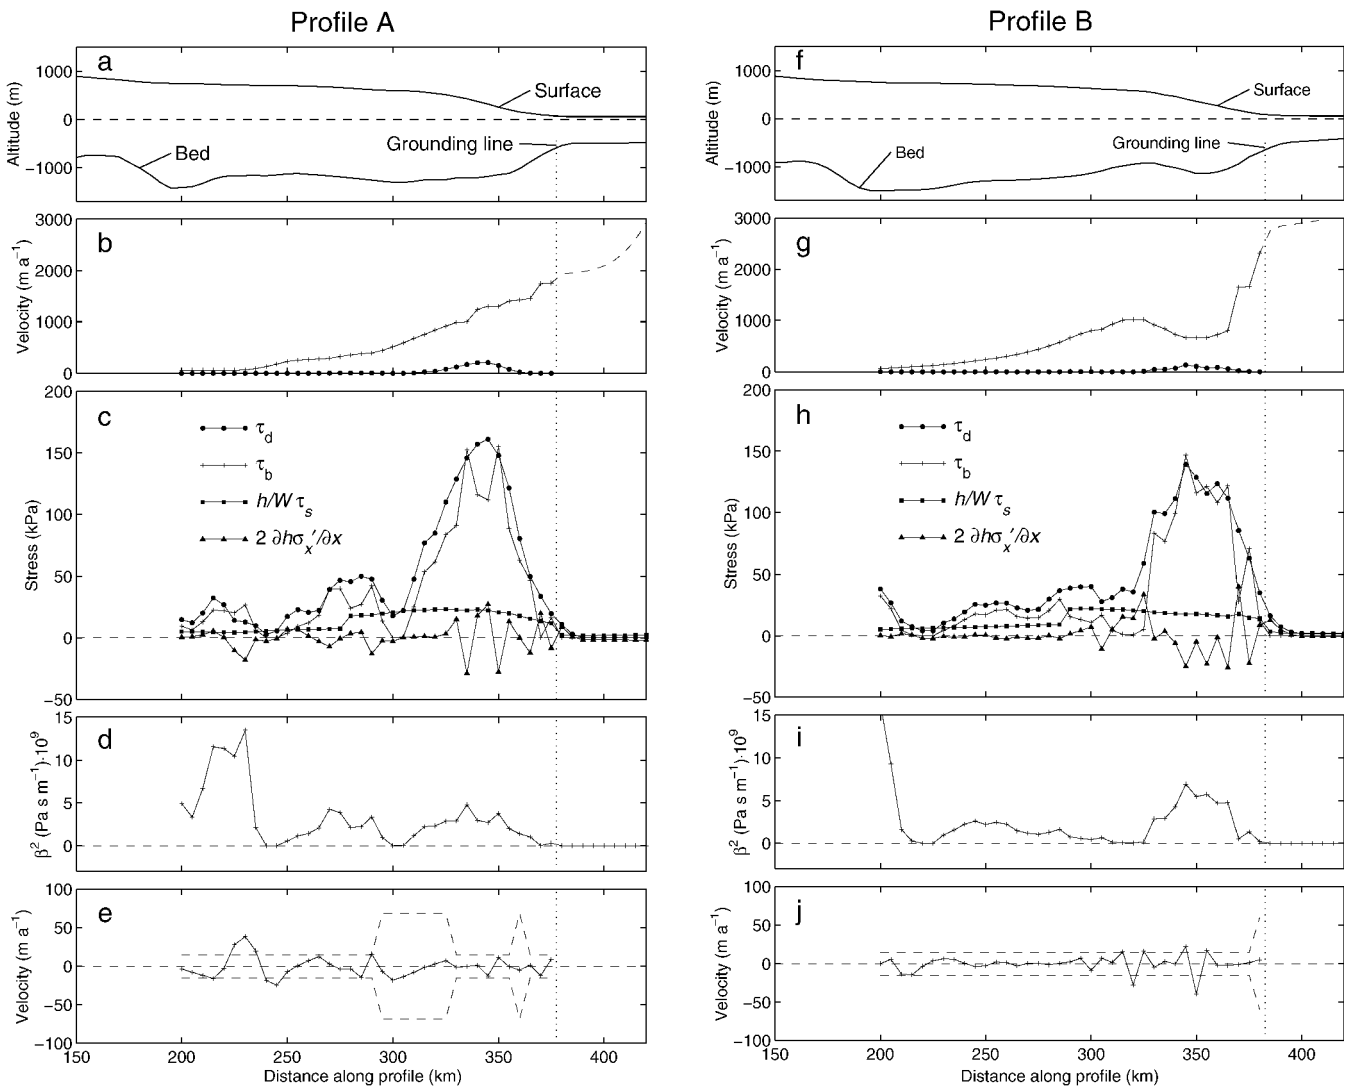 Profile A
Profile B
a
1000
0
−1000
Altitude (m)
Surface
Grounding line
Bed
f
1000
0
−1000
Altitude (m)
Surface
Grounding line
Bed
b
3000
2000
1000
0
Velocity (m a⁻¹)
g
3000
2000
1000
0
Velocity (m a⁻¹)
c
200
150
100
50
0
−50
Stress (kPa)
τd
τb
h/W τs
2 ∂hσx′/∂x
h
200
150
100
50
0
−50
Stress (kPa)
τd
τb
h/W τs
2 ∂hσx′/∂x
d
15
10
5
0
β² (Pa s m⁻¹)·10⁹
i
15
10
5
0
β² (Pa s m⁻¹)·10⁹
e
100
50
0
−50
−100
Velocity (m a⁻¹)
150 200 250 300 350 400
Distance along profile (km)
j
100
50
0
−50
−100
Velocity (m a⁻¹)
150 200 250 300 350 400
Distance along profile (km)